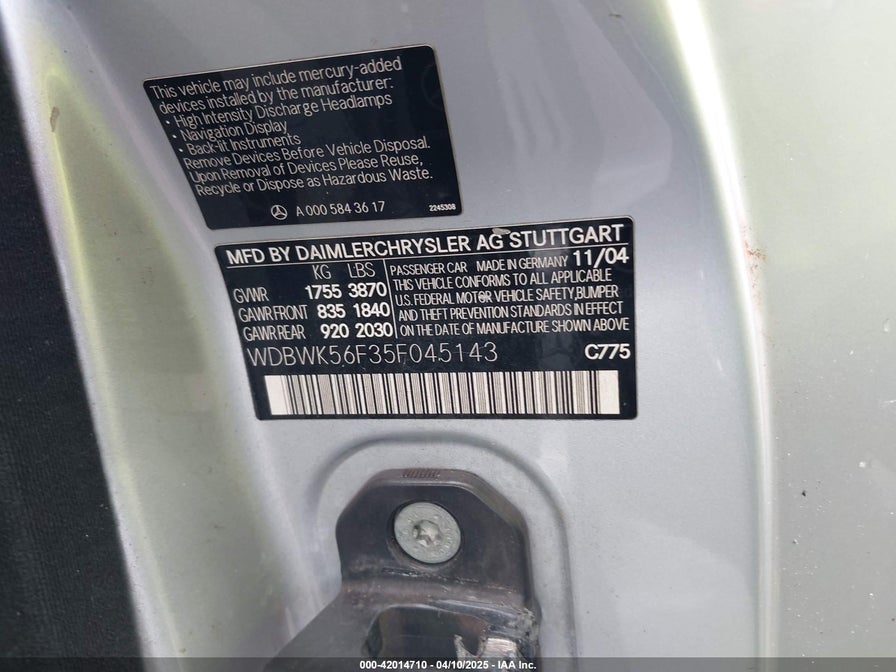 This vehicle may include mercury-added
devices installed by the manufacturer:
• High Intensity Discharge Headlamps
• Navigation Display
• Back-lit Instruments
Remove Devices Before Vehicle Disposal.
Upon Removal of Devices Please Reuse,
Recycle or Dispose as Hazardous Waste.
A 000 584 36 17 2245308
MFD BY DAIMLERCHRYSLER AG STUTTGART
KG LBS
GVWR 1755 3870
GAWR FRONT 835 1840
GAWR REAR 920 2030
PASSENGER CAR MADE IN GERMANY 11/04
THIS VEHICLE CONFORMS TO ALL APPLICABLE
U.S. FEDERAL MOTOR VEHICLE SAFETY, BUMPER
AND THEFT PREVENTION STANDARDS IN EFFECT
ON THE DATE OF MANUFACTURE SHOWN ABOVE
WDBWK56F35F045143 C775
000-42014710 - 04/10/2025 - IAA Inc.